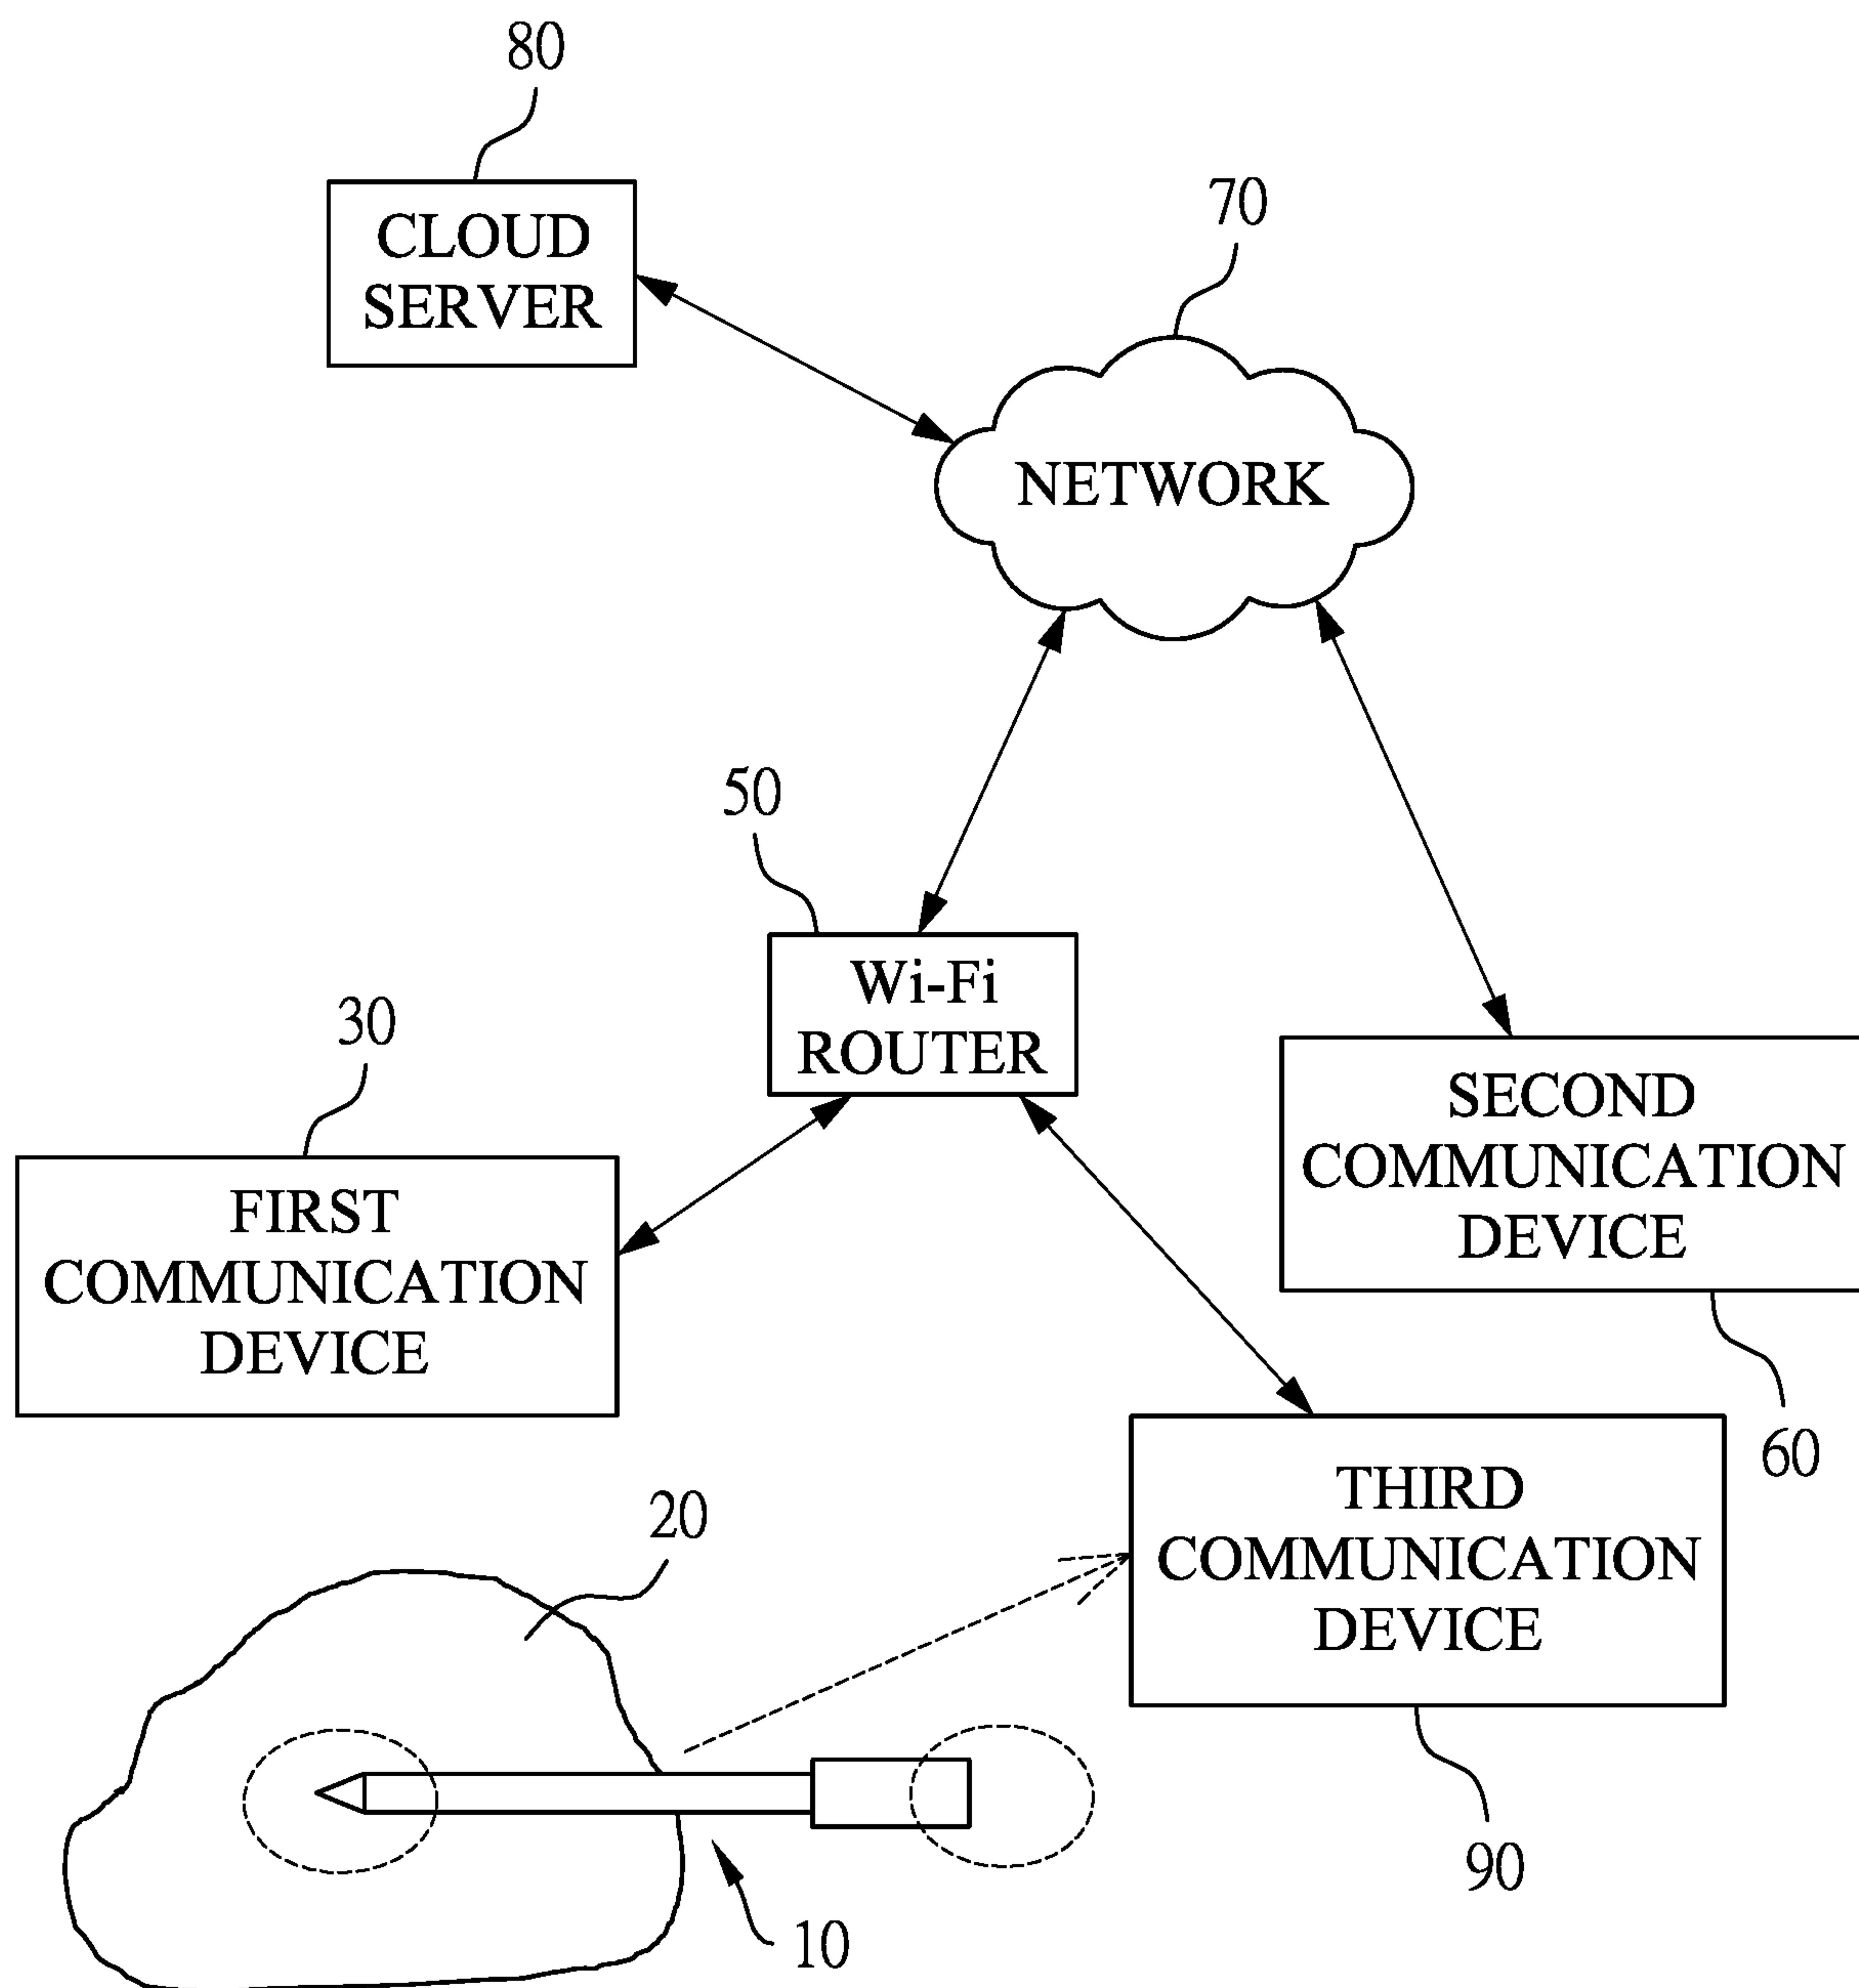 80
CLOUD
SERVER
70
NETWORK
50
Wi-Fi
ROUTER
30
FIRST
COMMUNICATION
DEVICE
SECOND
COMMUNICATION
DEVICE
60
THIRD
COMMUNICATION
DEVICE
20
90
10